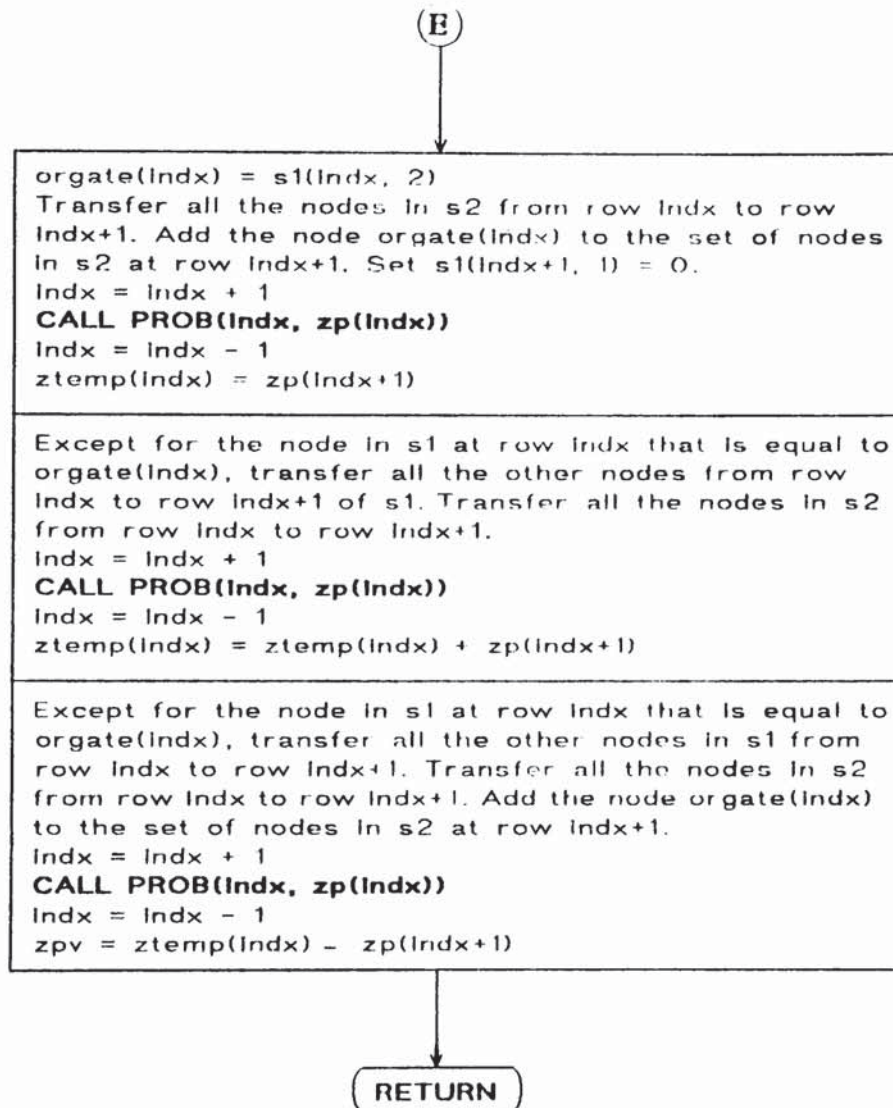 (E)
orgate(indx) = s1(indx, 2)
Transfer all the nodes in s2 from row indx to row
indx+1. Add the node orgate(indx) to the set of nodes
in s2 at row indx+1. Set s1(indx+1, 1) = 0.
indx = indx + 1
CALL PROB(indx, zp(indx))
indx = indx - 1
ztemp(indx) = zp(indx+1)
Except for the node in s1 at row indx that is equal to
orgate(indx), transfer all the other nodes from row
indx to row indx+1 of s1. Transfer all the nodes in s2
from row indx to row indx+1.
indx = indx + 1
CALL PROB(indx, zp(indx))
indx = indx - 1
ztemp(indx) = ztemp(indx) + zp(indx+1)
Except for the node in s1 at row indx that is equal to
orgate(indx), transfer all the other nodes in s1 from
row indx to row indx+1. Transfer all the nodes in s2
from row indx to row indx+1. Add the node orgate(indx)
to the set of nodes in s2 at row indx+1.
indx = indx + 1
CALL PROB(indx, zp(indx))
indx = indx - 1
zpv = ztemp(indx) - zp(indx+1)
RETURN